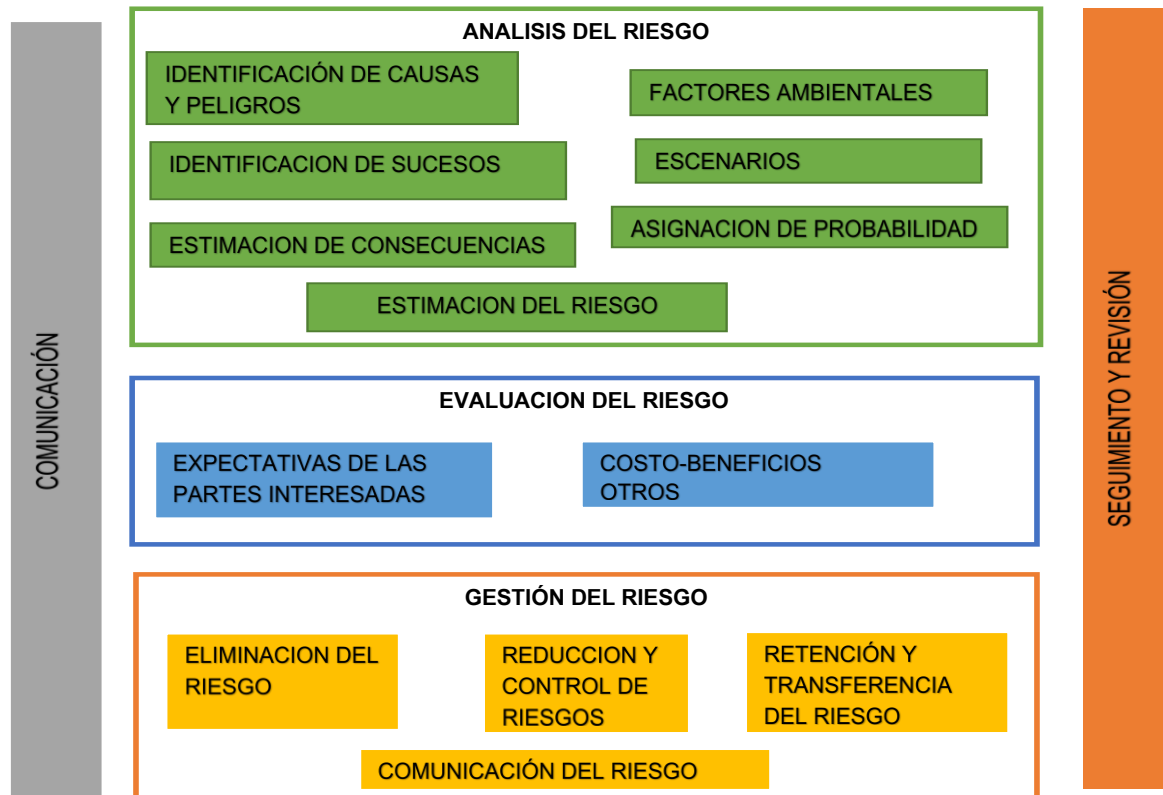 COMUNICACIÓN
ANALISIS DEL RIESGO
IDENTIFICACIÓN DE CAUSAS
Y PELIGROS
FACTORES AMBIENTALES
IDENTIFICACION DE SUCESOS
ESCENARIOS
ESTIMACION DE CONSECUENCIAS
ASIGNACION DE PROBABILIDAD
ESTIMACION DEL RIESGO
EVALUACION DEL RIESGO
EXPECTATIVAS DE LAS
PARTES INTERESADAS
COSTO-BENEFICIOS
OTROS
GESTIÓN DEL RIESGO
ELIMINACION DEL
RIESGO
REDUCCION Y
CONTROL DE
RIESGOS
RETENCIÓN Y
TRANSFERENCIA
DEL RIESGO
COMUNICACIÓN DEL RIESGO
SEGUIMIENTO Y REVISIÓN